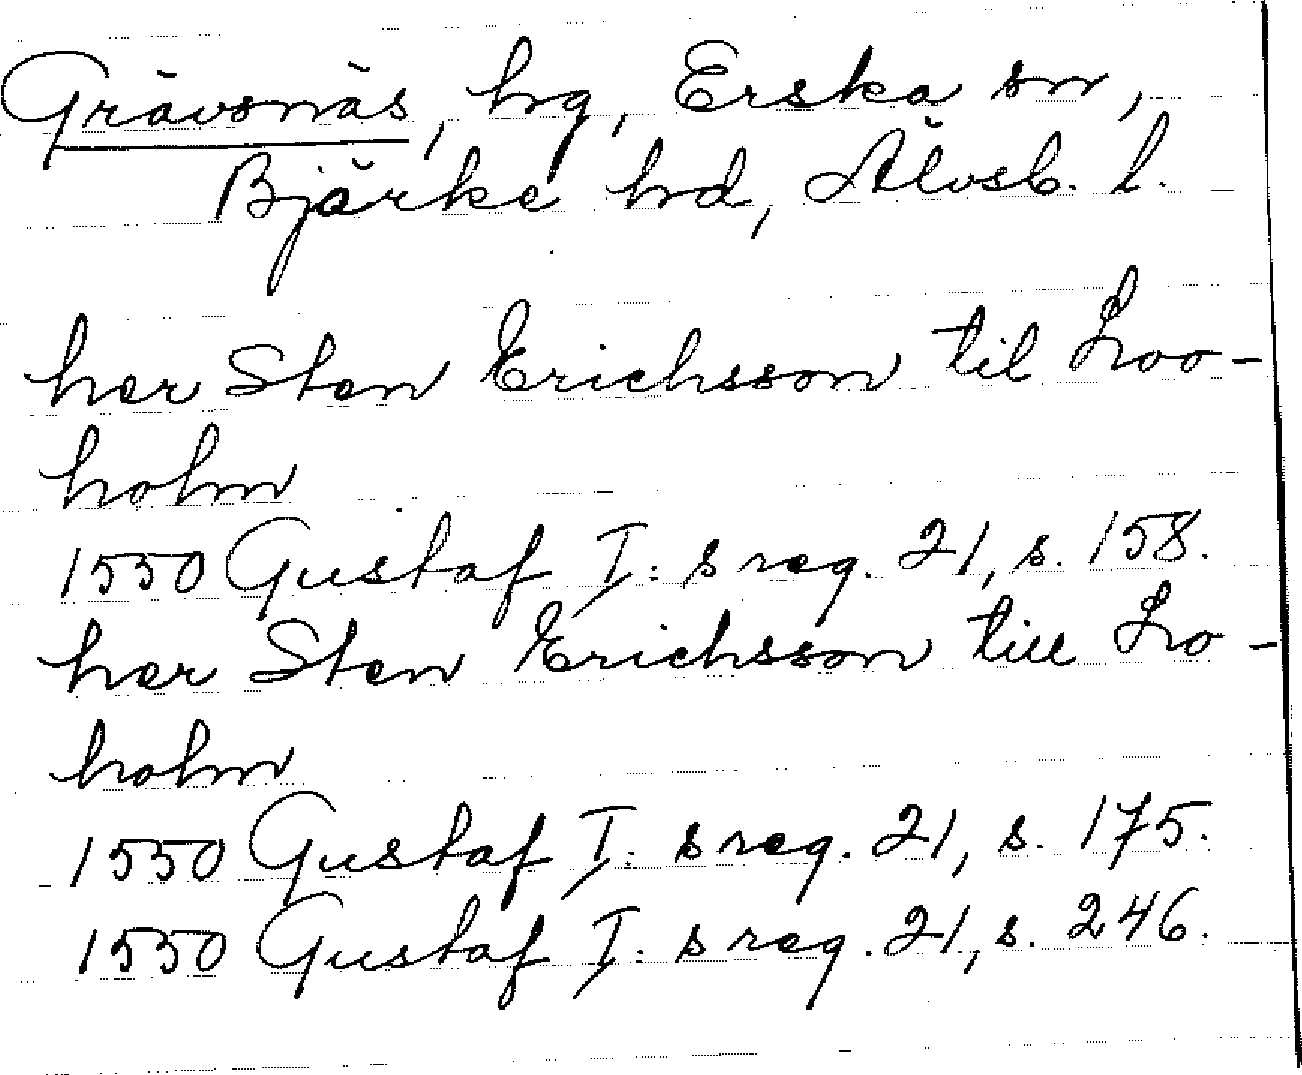 Grävsnäs, hg, Erska sn,
Bjärke hd, Älvsb. l.
her Sten Erichsson til Loo-
holm
1550 Gustaf I: s reg. 21, s. 158.
her Sten Erichsson till Lo-
holm
1550 Gustaf I: s reg. 21, s. 175.
1550 Gustaf I: s reg. 21, s. 246.